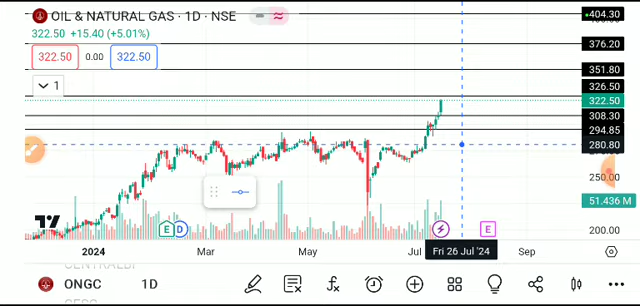 OIL & NATURAL GAS · 1D · NSE
322.50 +15.40 (+5.01%)
322.50 0.00 322.50
1
404.30
376.20
351.80
326.50
322.50
308.30
294.85
280.80
250.00
51.436 M
200.00
E D E
2024 Mar May Jul Fri 26 Jul '24 Sep
ONGC 1D